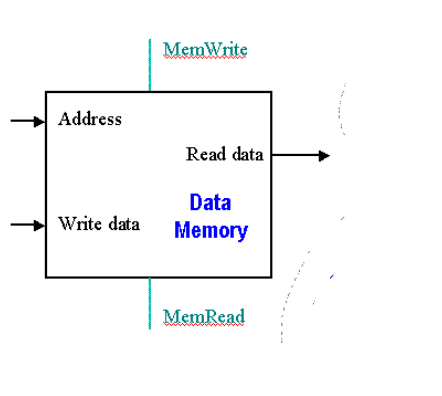 MemWrite
Address
Read data
Data
Memory
Write data
MemRead